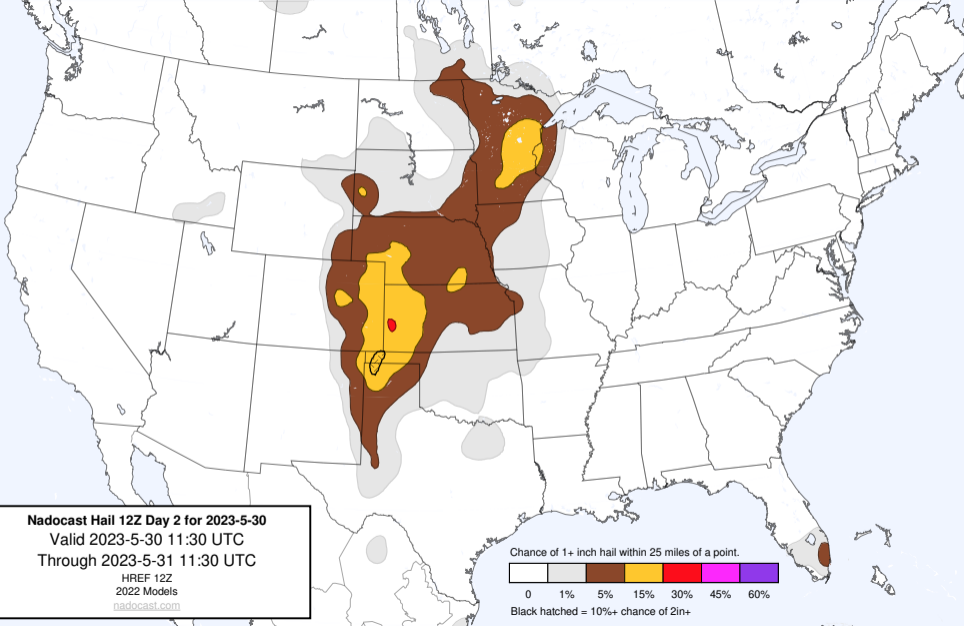 Nadocast Hail 12Z Day 2 for 2023-5-30
Valid 2023-5-30 11:30 UTC
Through 2023-5-31 11:30 UTC
HREF 12Z
2022 Models
nadocast.com
Chance of 1+ inch hail within 25 miles of a point.
0 1% 5% 15% 30% 45% 60%
Black hatched = 10%+ chance of 2in+